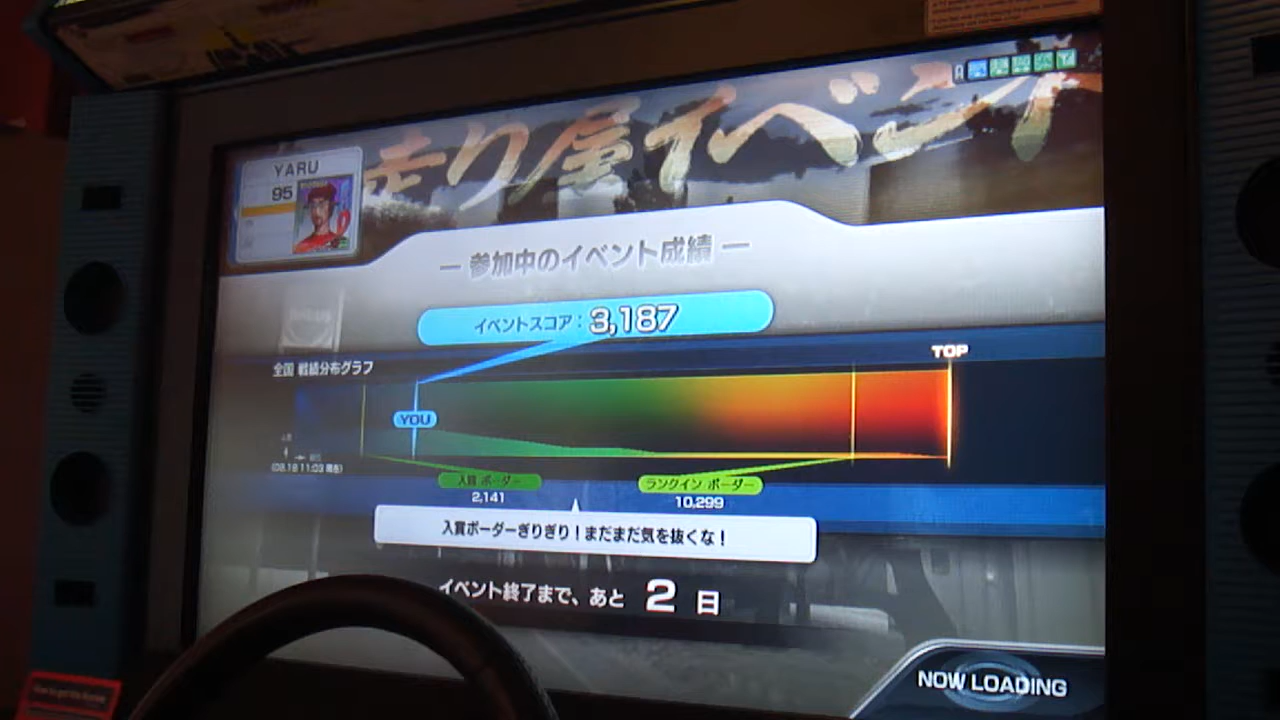 走り屋イベント
YARU
95
— 参加中のイベント成績 —
イベントスコア: 3,187
全国 戦績分布グラフ
TOP
YOU
入賞 ボーダー
2,141
ランクイン ボーダー
10,299
入賞ボーダーぎりぎり！まだまだ気を抜くな！
イベント終了まで、あと 2 日
NOW LOADING